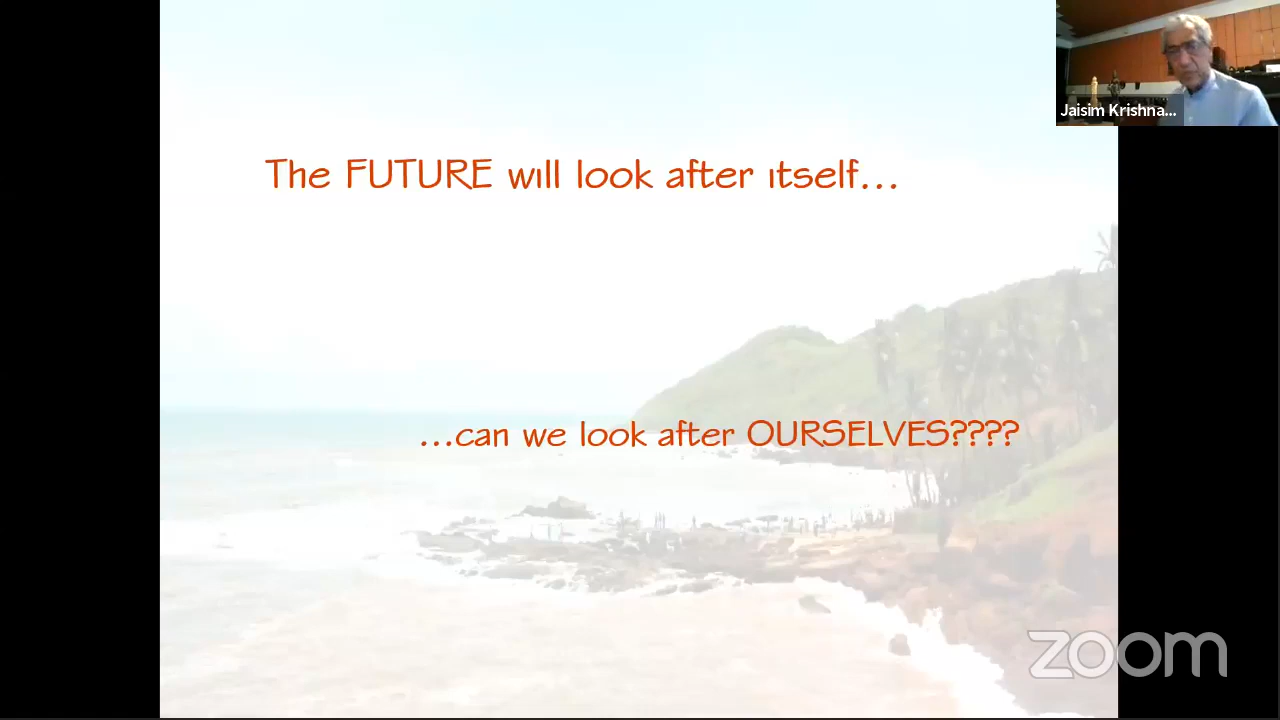 Jaisim Krishna...
The FUTURE will look after itself...
...can we look after OURSELVES????
zoom